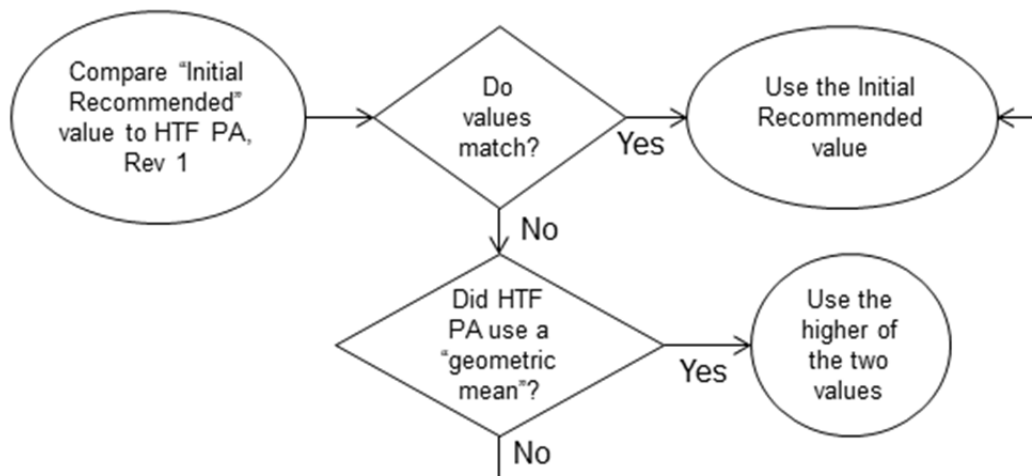 Compare “Initial
Recommended”
value to HTF PA,
Rev 1
Do
values
match?
Yes
Use the Initial
Recommended
value
No
Did HTF
PA use a
“geometric
mean”?
Yes
Use the
higher of
the two
values
No